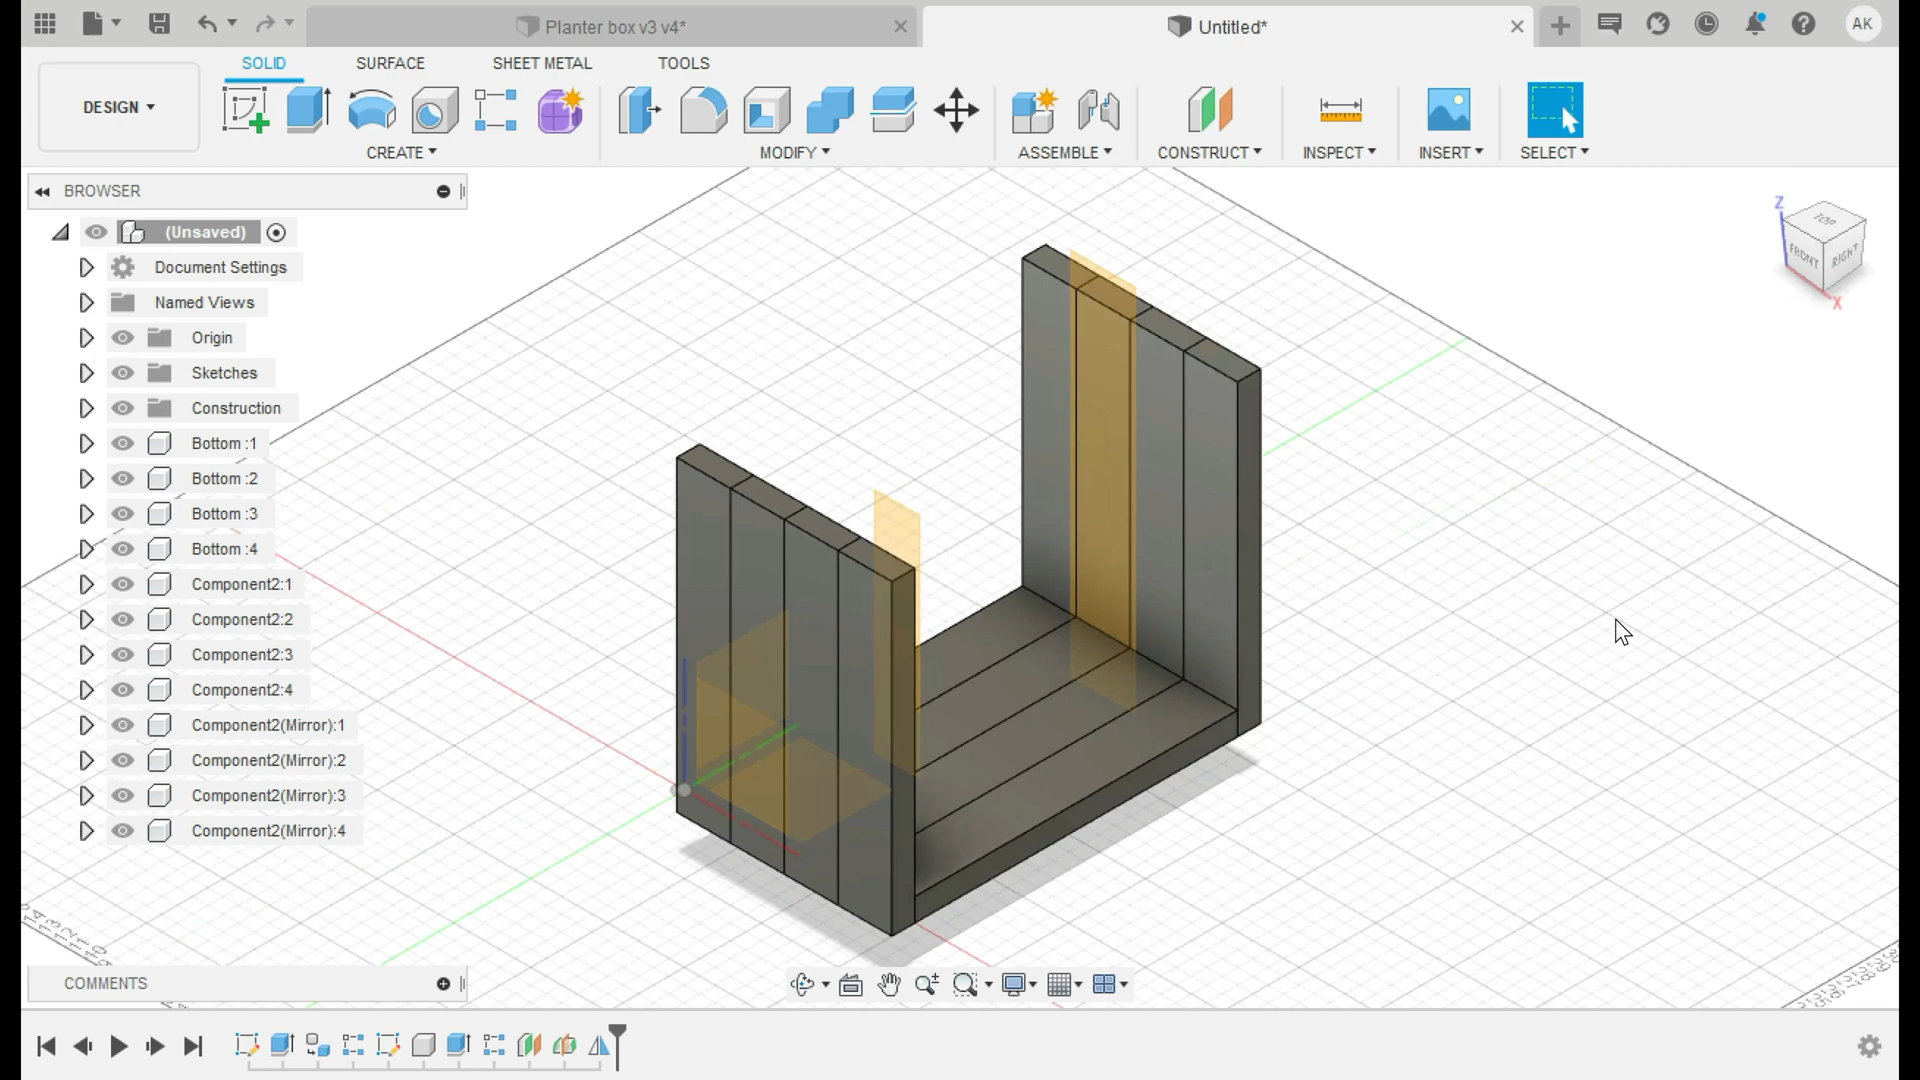 Planter box v3 v4*
Untitled*
AK
DESIGN
SOLID
SURFACE
SHEET METAL
TOOLS
CREATE
MODIFY
ASSEMBLE
CONSTRUCT
INSPECT
INSERT
SELECT
BROWSER
(Unsaved)
Document Settings
Named Views
Origin
Sketches
Construction
Bottom :1
Bottom :2
Bottom :3
Bottom :4
Component2:1
Component2:2
Component2:3
Component2:4
Component2(Mirror):1
Component2(Mirror):2
Component2(Mirror):3
Component2(Mirror):4
Z
TOP
FRONT
RIGHT
X
COMMENTS